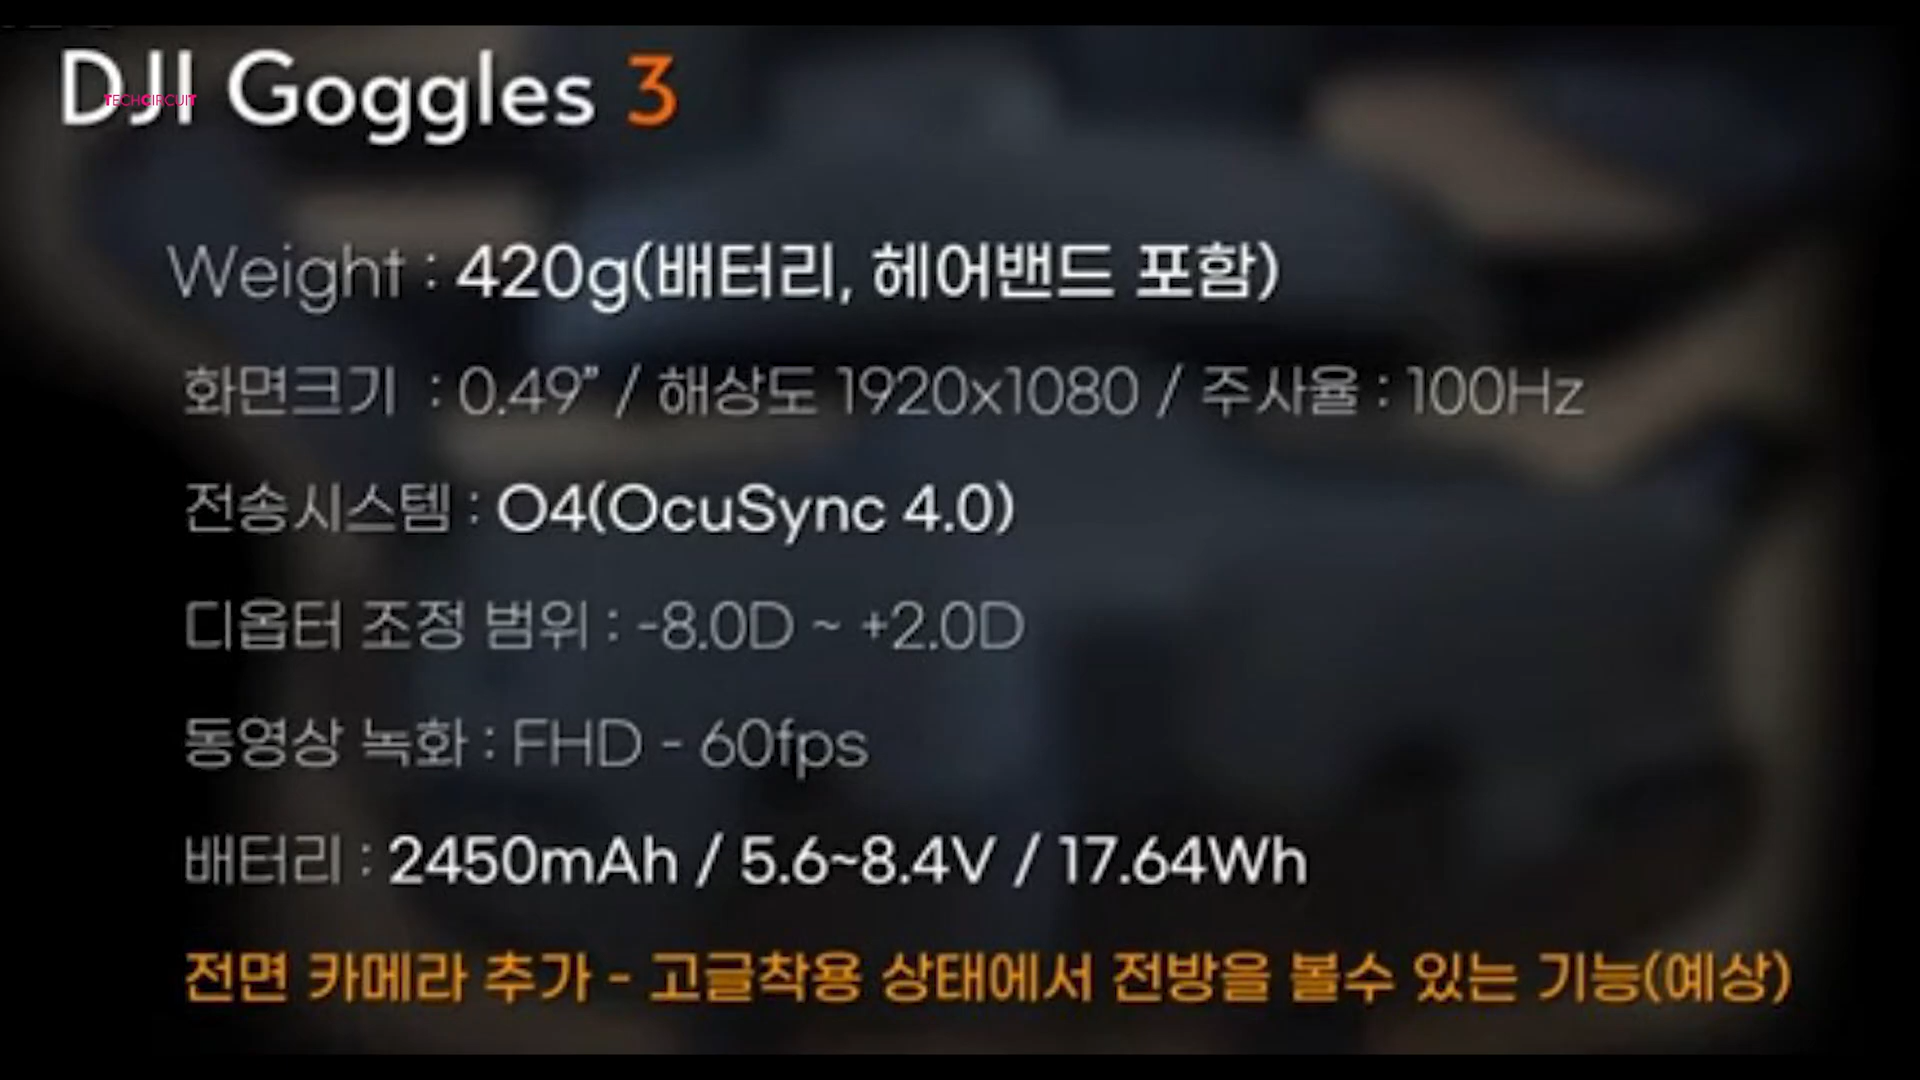 DJI Goggles 3
TECHCIRCUIT
Weight : 420g(배터리, 헤어밴드 포함)
화면크기 : 0.49” / 해상도 1920x1080 / 주사율 : 100Hz
전송시스템 : O4(OcuSync 4.0)
디옵터 조정 범위 : -8.0D ~ +2.0D
동영상 녹화 : FHD - 60fps
배터리 : 2450mAh / 5.6~8.4V / 17.64Wh
전면 카메라 추가 - 고글착용 상태에서 전방을 볼수 있는 기능(예상)